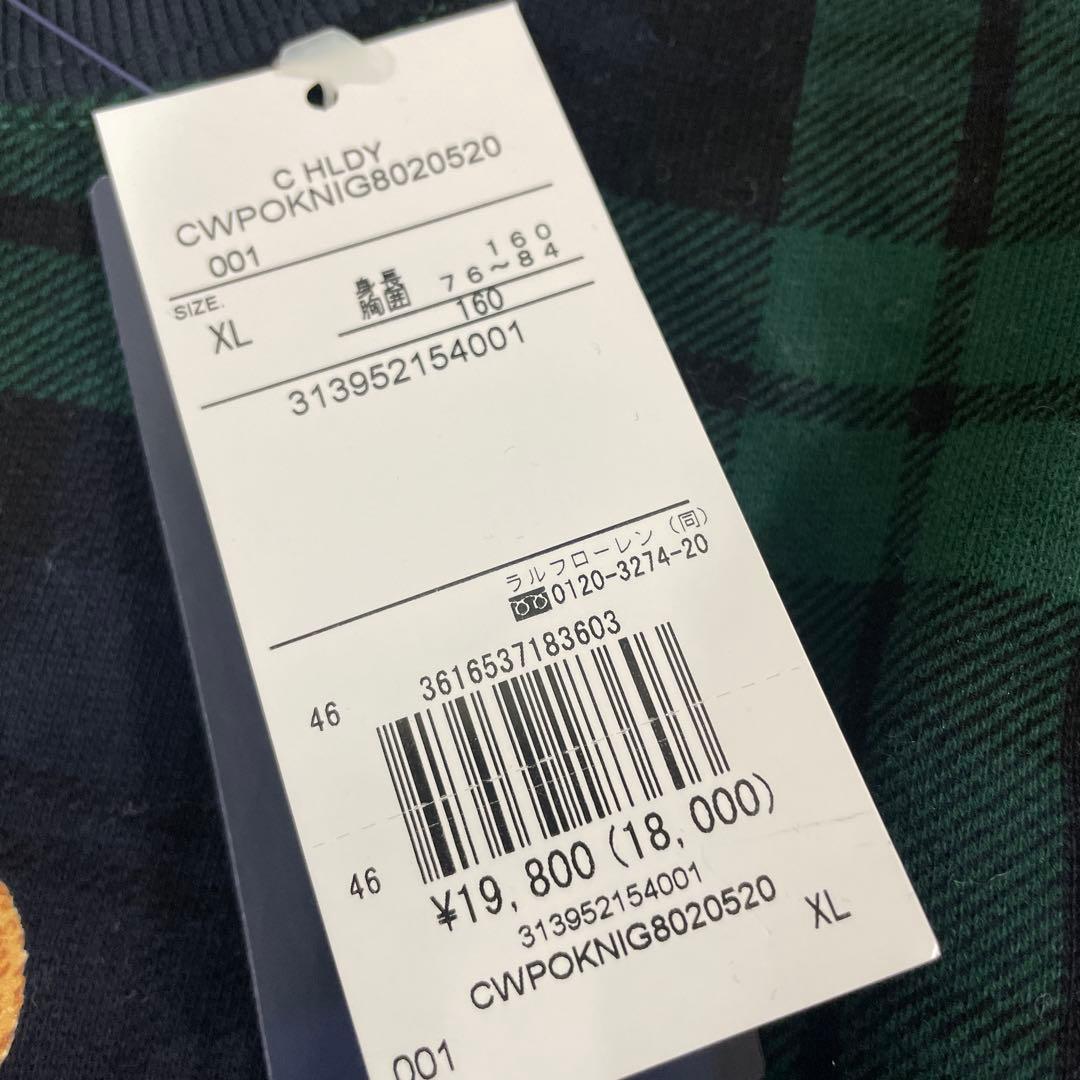 C HLDY
CWPOKNIG8020520
001
SIZE.
XL
身長 160
胸囲 76～84
160
313952154001
ラルフローレン (同)
0120-3274-20
3616537183603
46
46
¥19,800 (18,000)
313952154001
CWPOKNIG8020520
XL
001